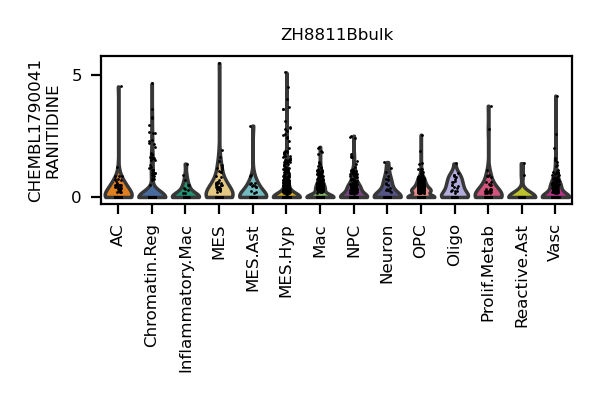 ZH8811Bbulk
CHEMBL1790041
RANITIDINE
5
0
AC
Chromatin.Reg
Inflammatory.Mac
MES
MES.Ast
MES.Hyp
Mac
NPC
Neuron
OPC
Oligo
Prolif.Metab
Reactive.Ast
Vasc